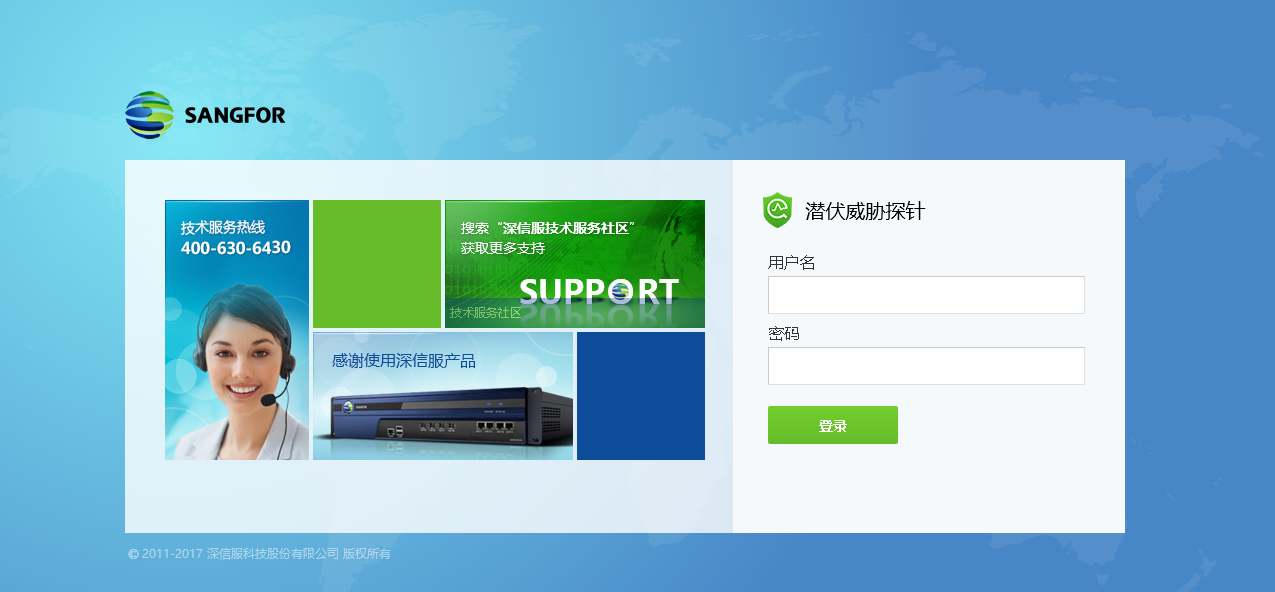 SANGFOR
技术服务热线
400-630-6430
搜索“深信服技术服务社区”
获取更多支持
SUPPORT
技术服务社区
感谢使用深信服产品
SANGFOR
潜伏威胁探针
用户名
密码
登录
© 2011-2017 深信服科技股份有限公司 版权所有